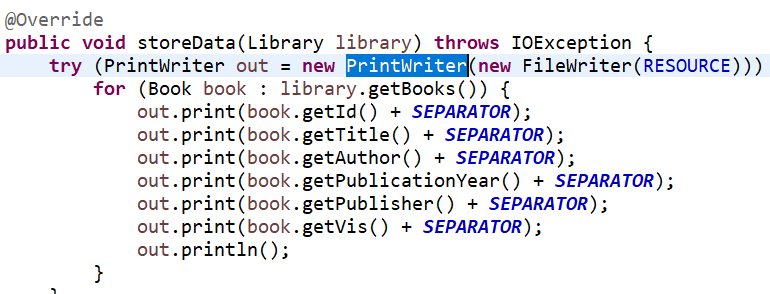 @Override
public void storeData(Library library) throws IOException {
try (PrintWriter out = new PrintWriter(new FileWriter(RESOURCE)))
for (Book book : library.getBooks()) {
out.print(book.getId() + SEPARATOR);
out.print(book.getTitle() + SEPARATOR);
out.print(book.getAuthor() + SEPARATOR);
out.print(book.getPublicationYear() + SEPARATOR);
out.print(book.getPublisher() + SEPARATOR);
out.print(book.getVis() + SEPARATOR);
out.println();
}